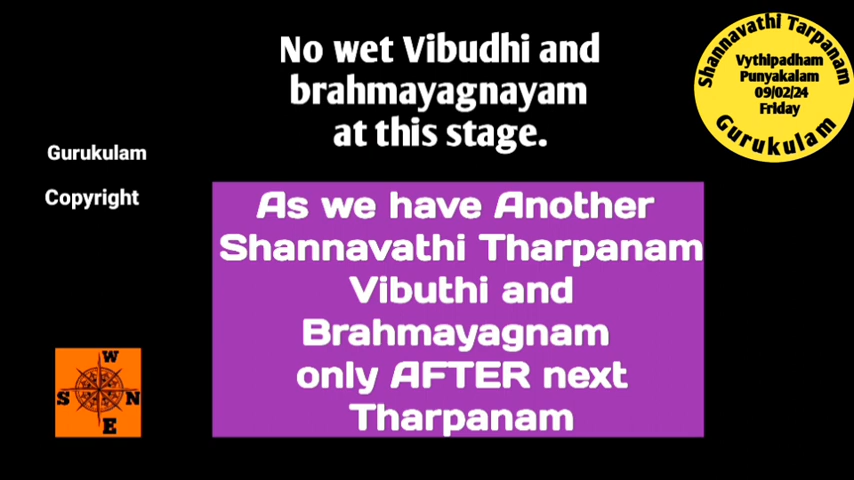 No wet Vibudhi and
brahmayagnayam
at this stage.
Shannavathi Tarpanam
Vythipadham
Punyakalam
09/02/24
Friday
Gurukulam
Gurukulam
Copyright
As we have Another
Shannavathi Tharpanam
Vibuthi and
Brahmayagnam
only AFTER next
Tharpanam
W
S N
E